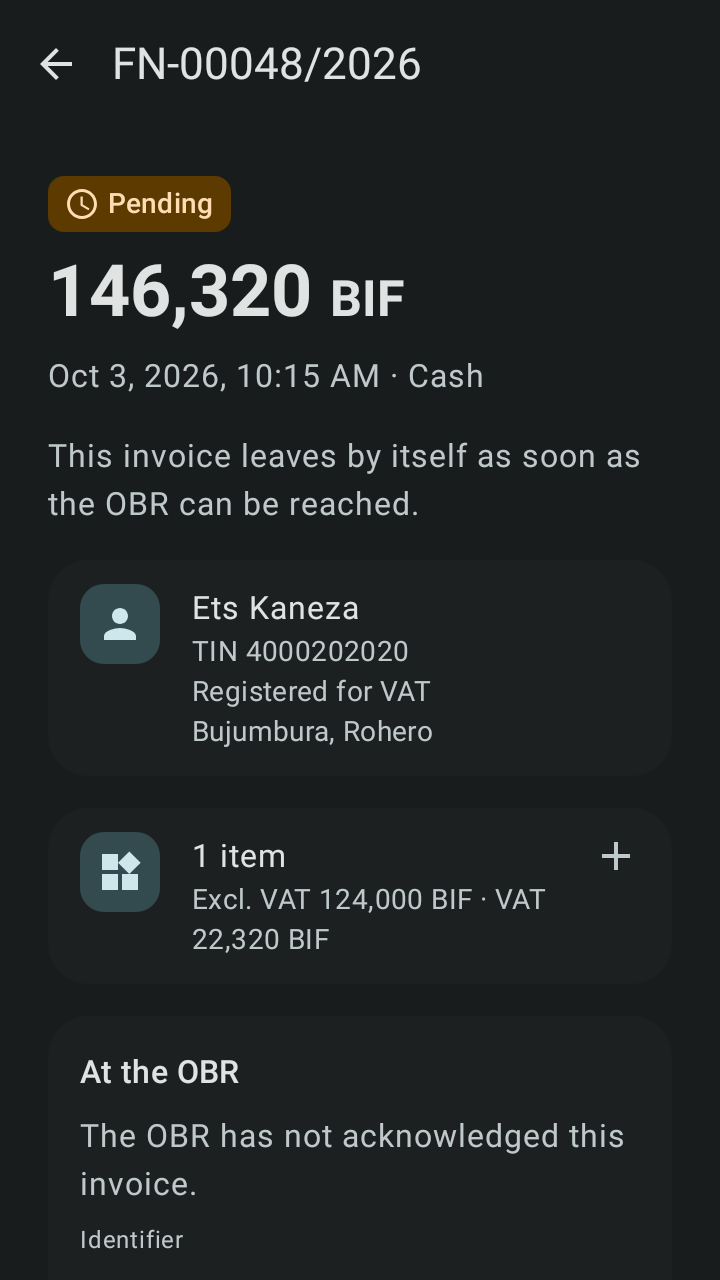 FN-00048/2026
Pending
146,320 BIF
Oct 3, 2026, 10:15 AM · Cash
This invoice leaves by itself as soon as
the OBR can be reached.
Ets Kaneza
TIN 4000202020
Registered for VAT
Bujumbura, Rohero
1 item
Excl. VAT 124,000 BIF · VAT
22,320 BIF
At the OBR
The OBR has not acknowledged this
invoice.
Identifier